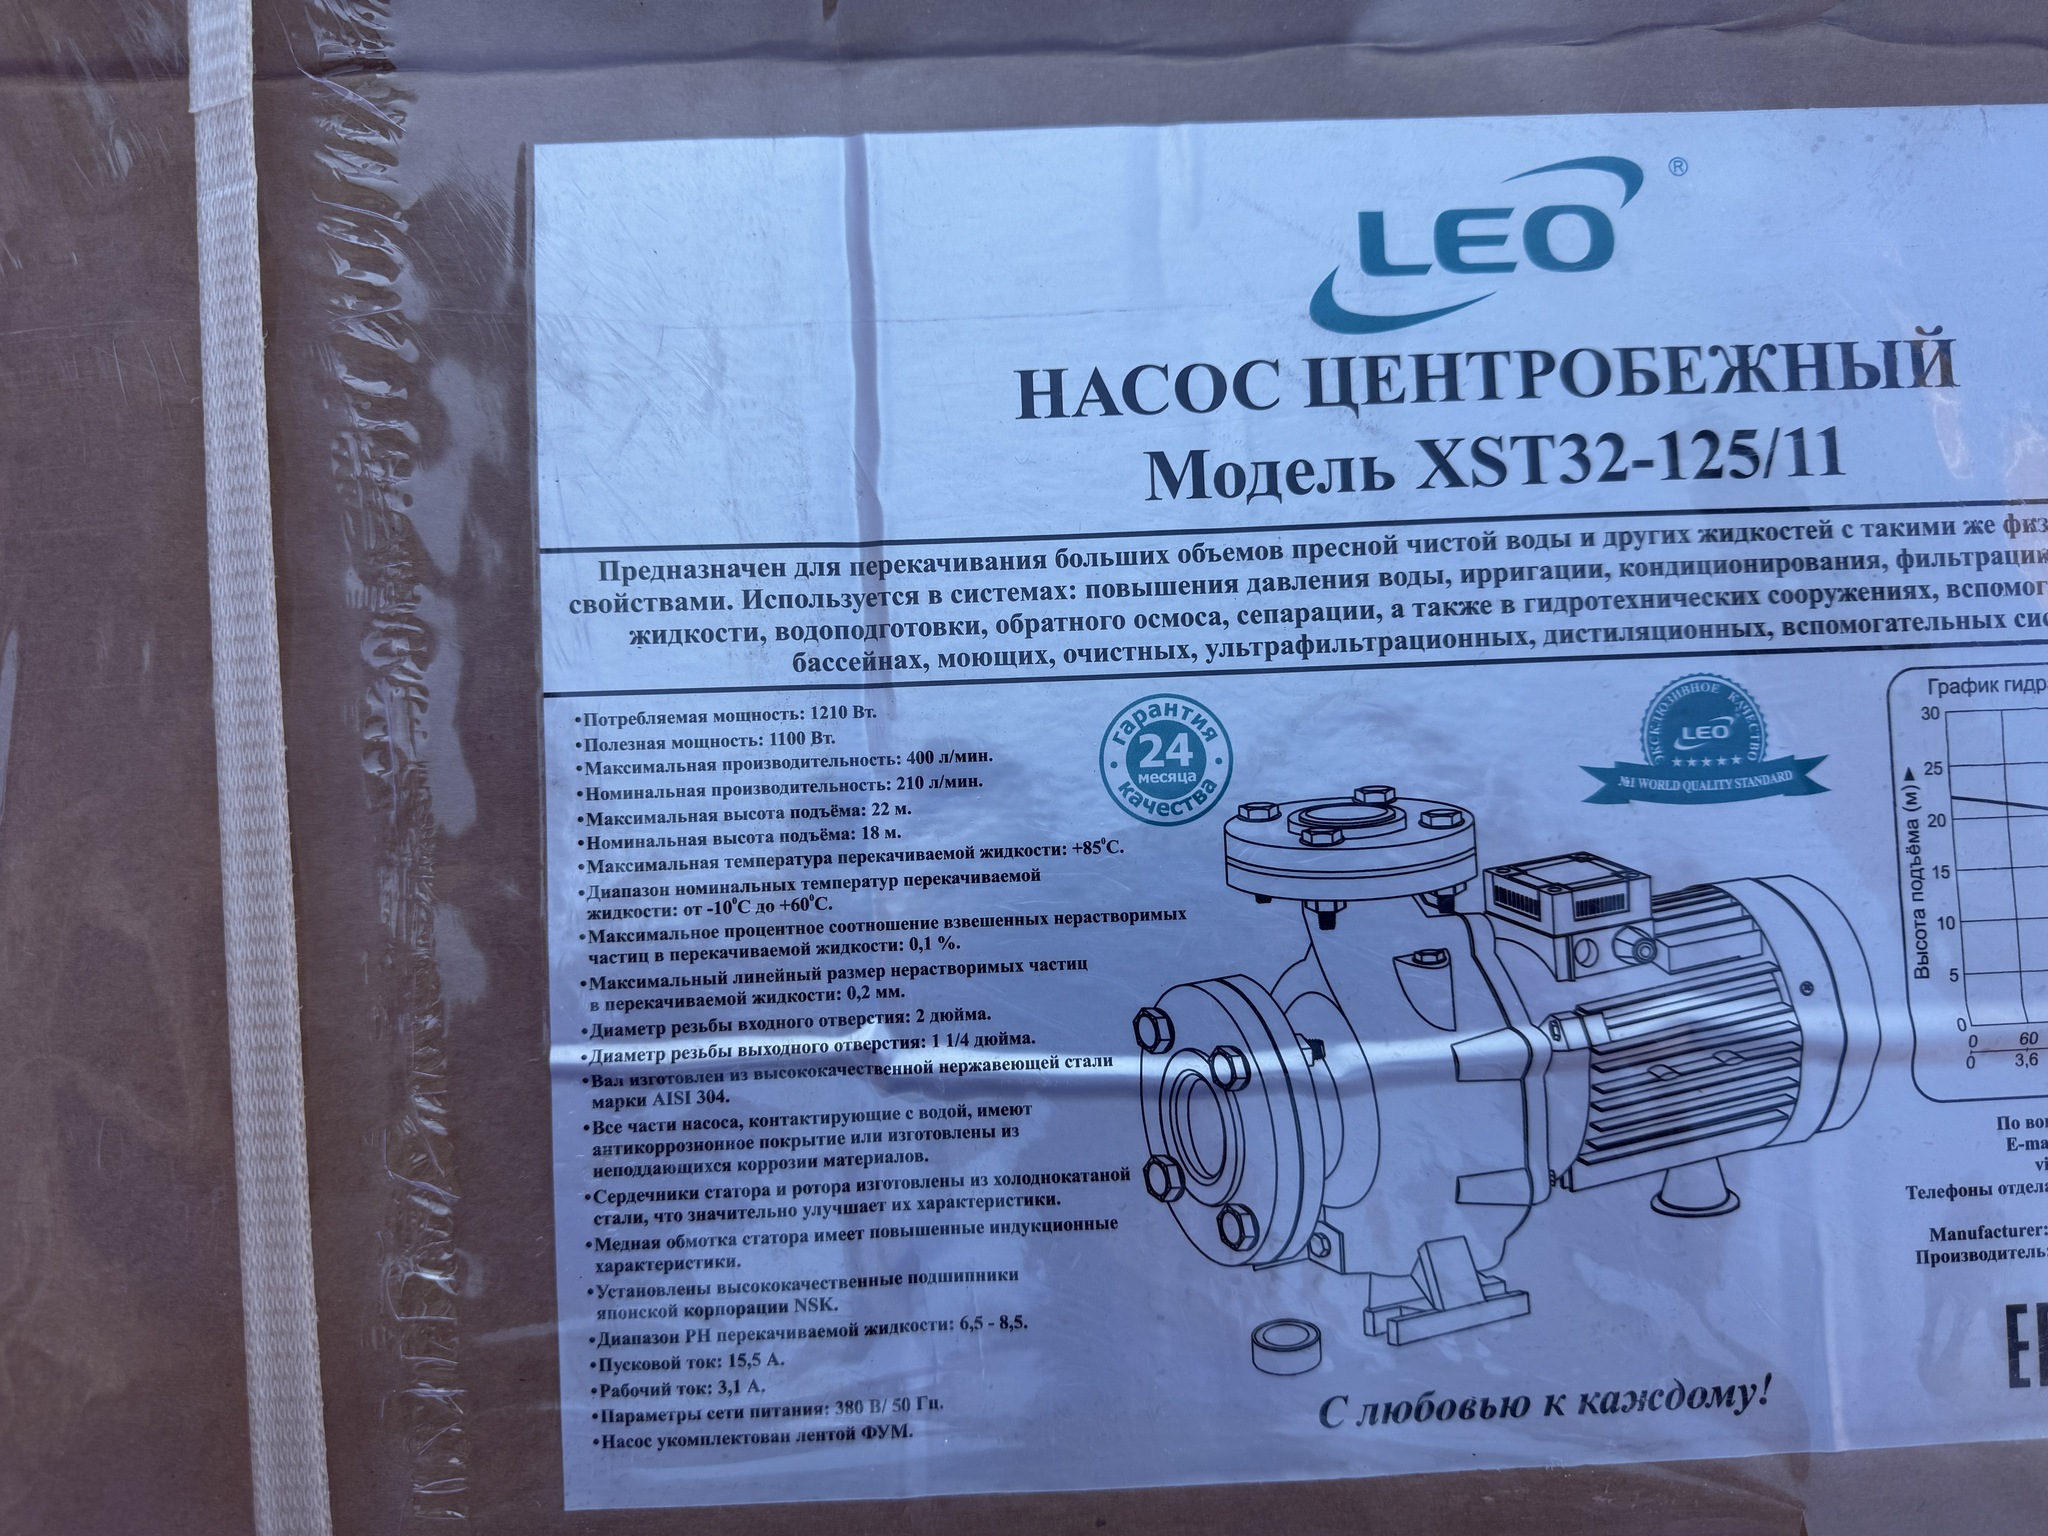 LEO ®
НАСОС ЦЕНТРОБЕЖНЫЙ
Модель XST32-125/11
Предназначен для перекачивания больших объемов пресной чистой воды и других жидкостей с такими же
свойствами. Используется в системах: повышения давления воды, ирригации, кондиционирования,
жидкости, водоподготовки, обратного осмоса, сепарации, а также в гидротехнических сооружениях,
бассейнах, моющих, очистных, ультрафильтрационных, дистиляционных, вспомогательных
•Потребляемая мощность: 1210 Вт.
•Полезная мощность: 1100 Вт.
•Максимальная производительность: 400 л/мин.
•Номинальная производительность: 210 л/мин.
•Максимальная высота подъёма: 22 м.
•Номинальная высота подъёма: 18 м.
•Максимальная температура перекачиваемой жидкости: +85⁰С.
•Диапазон номинальных температур перекачиваемой
жидкости: от -10⁰С до +60⁰С.
•Максимальное процентное соотношение взвешенных нерастворимых
частиц в перекачиваемой жидкости: 0,1 %.
•Максимальный линейный размер нерастворимых частиц
в перекачиваемой жидкости: 0,2 мм.
•Диаметр резьбы входного отверстия: 2 дюйма.
•Диаметр резьбы выходного отверстия: 1 1/4 дюйма.
•Вал изготовлен из высококачественной нержавеющей стали
марки AISI 304.
•Все части насоса, контактирующие с водой, имеют
антикоррозионное покрытие или изготовлены из
неподдающихся коррозии материалов.
•Сердечники статора и ротора изготовлены из холоднокатаной
стали, что значительно улучшает их характеристики.
•Медная обмотка статора имеет повышенные индукционные
характеристики.
•Установлены высококачественные подшипники
японской корпорации NSK.
•Диапазон РН перекачиваемой жидкости: 6,5 - 8,5.
•Пусковой ток: 15,5 А.
•Рабочий ток: 3,1 А.
•Параметры сети питания: 380 В/ 50 Гц.
•Насос укомплектован лентой ФУМ.
гарантия
24
месяца
качества
ЭКСКЛЮЗИВНОЕ КАЧЕСТВО
LEO
№1 WORLD QUALITY STANDARD
С любовью к каждому!
График
Высота подъёма (м)
30
25
20
15
10
5
0
0 60
0 3,6
По
Телефоны
Manufacturer:
Производитель: